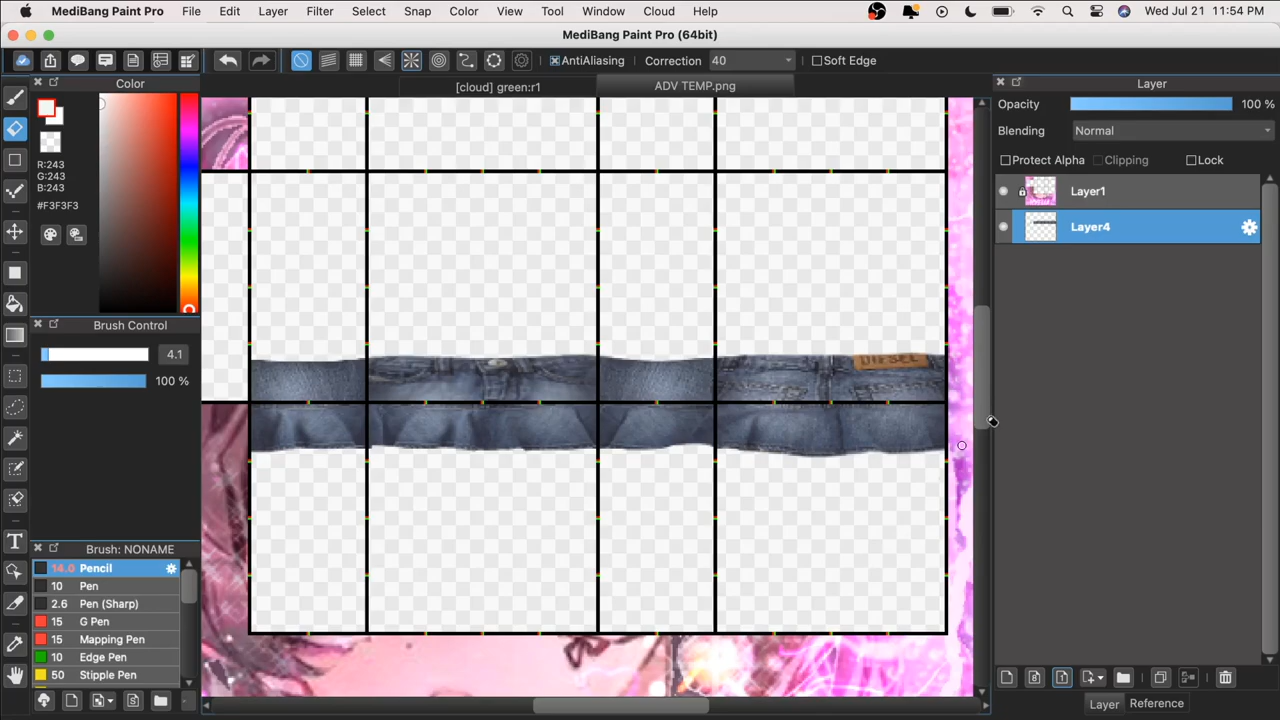 MediBang Paint Pro File Edit Layer Filter Select Snap Color View Tool Window Cloud Help Wed Jul 21 11:54 PM
MediBang Paint Pro (64bit)
AntiAliasing Correction 40 Soft Edge
Color
[cloud] green:r1 ADV TEMP.png
Layer
Opacity 100 %
Blending Normal
Protect Alpha Clipping Lock
R:243
G:243
B:243
#F3F3F3
Layer1
Layer4
Brush Control
4.1
100 %
DIESEL
Brush: NONAME
14.0 Pencil
10 Pen
2.6 Pen (Sharp)
15 G Pen
15 Mapping Pen
10 Edge Pen
50 Stipple Pen
Layer Reference